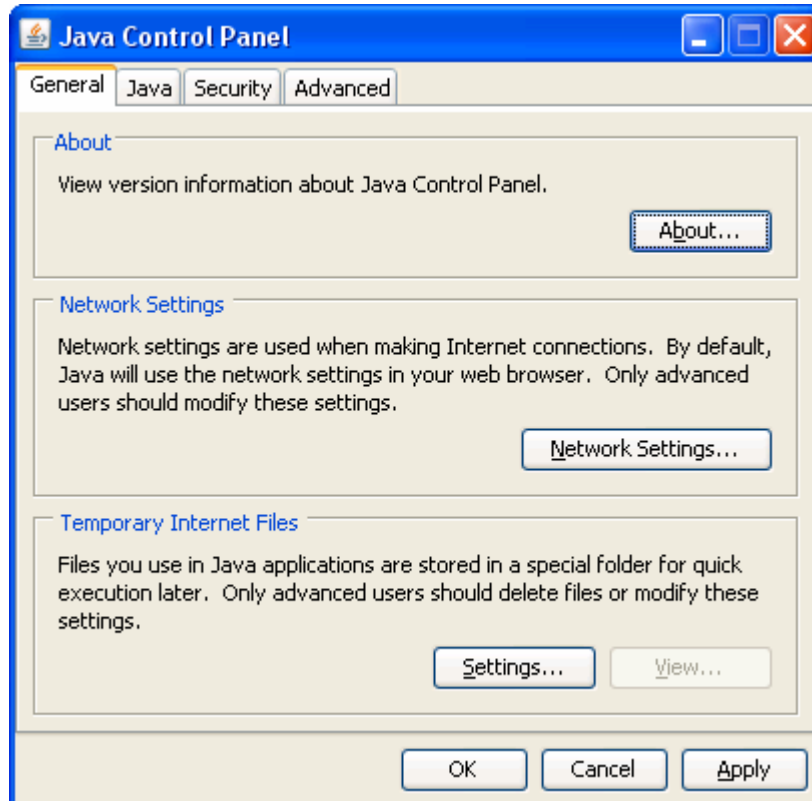 Java Control Panel
General Java Security Advanced
About
View version information about Java Control Panel.
About...
Network Settings
Network settings are used when making Internet connections.  By default,
Java will use the network settings in your web browser.  Only advanced
users should modify these settings.
Network Settings...
Temporary Internet Files
Files you use in Java applications are stored in a special folder for quick
execution later.  Only advanced users should delete files or modify these
settings.
Settings... View...
OK Cancel Apply